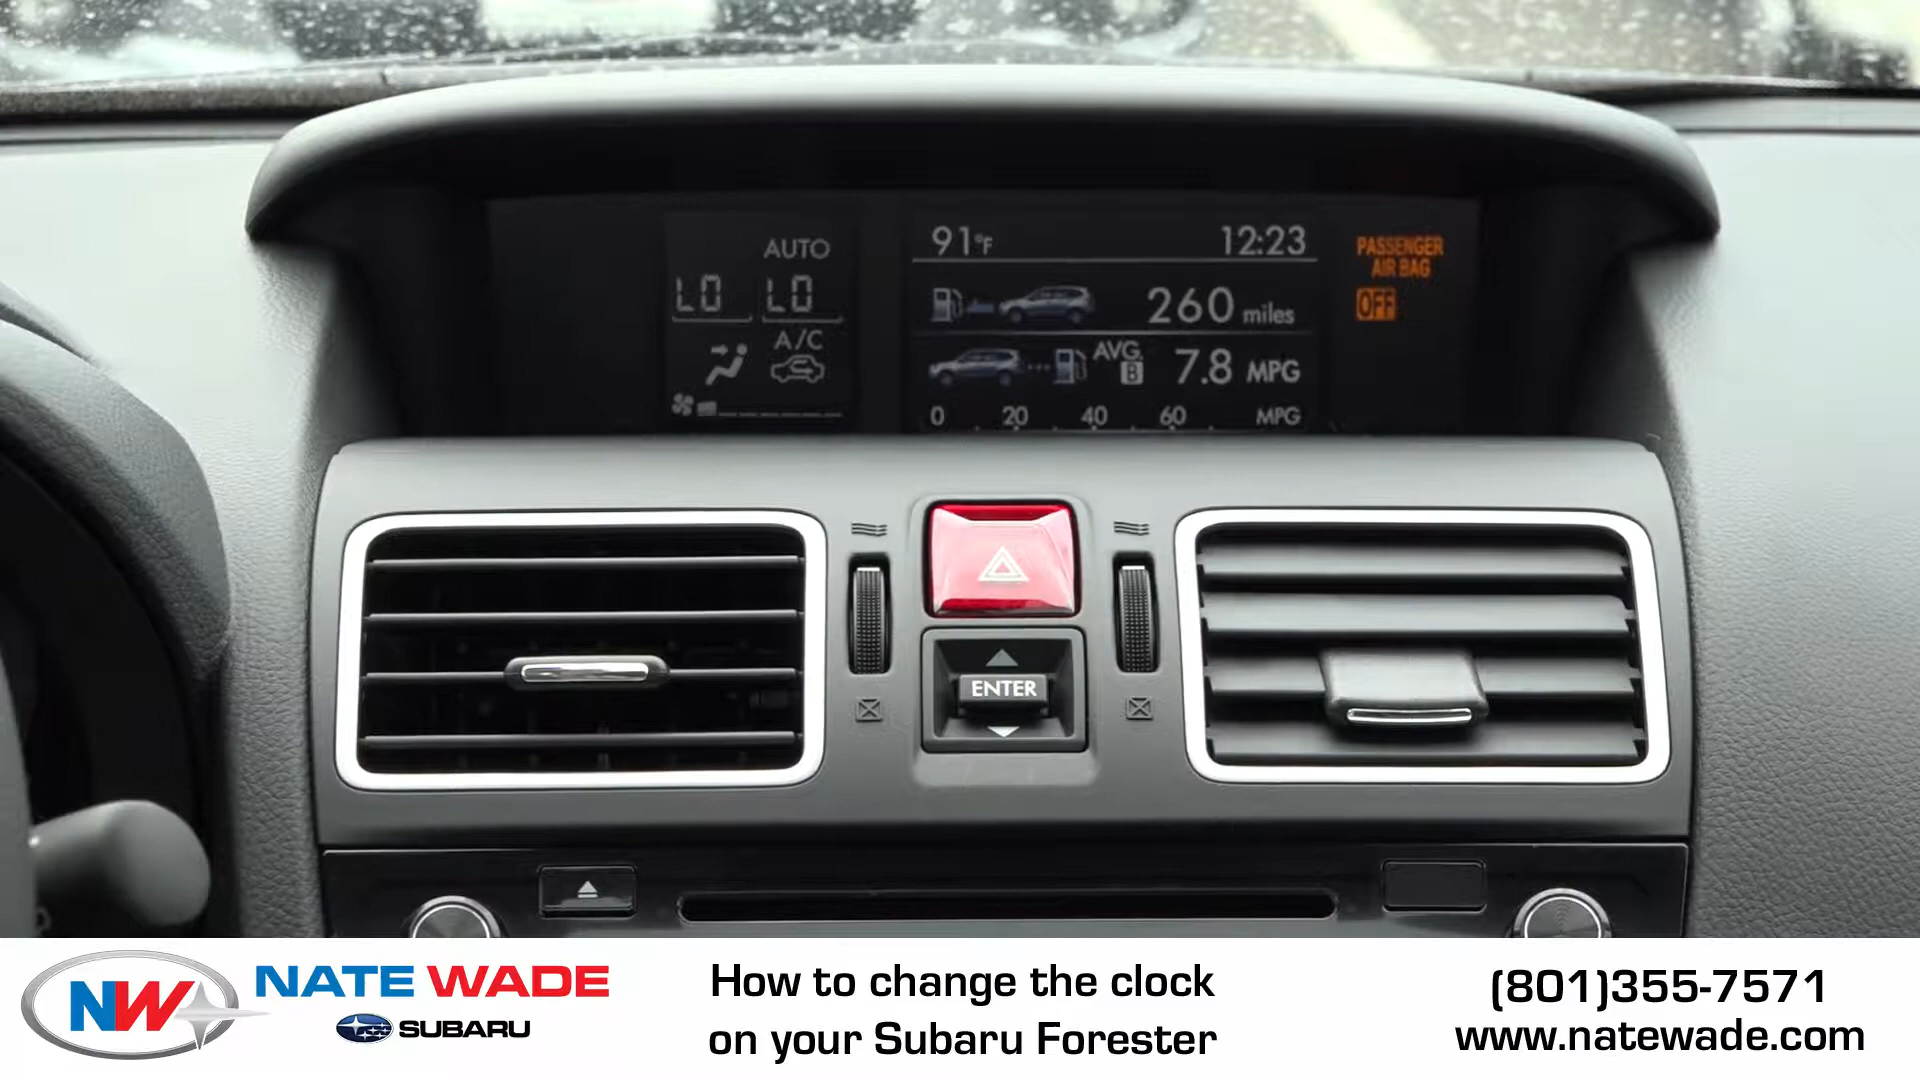 AUTO
LO LO
A/C
91°F 12:23
260 miles
AVG. B 7.8 MPG
0 20 40 60 MPG
PASSENGER
AIR BAG
OFF
ENTER
NW NATE WADE
SUBARU
How to change the clock
on your Subaru Forester
(801)355-7571
www.natewade.com